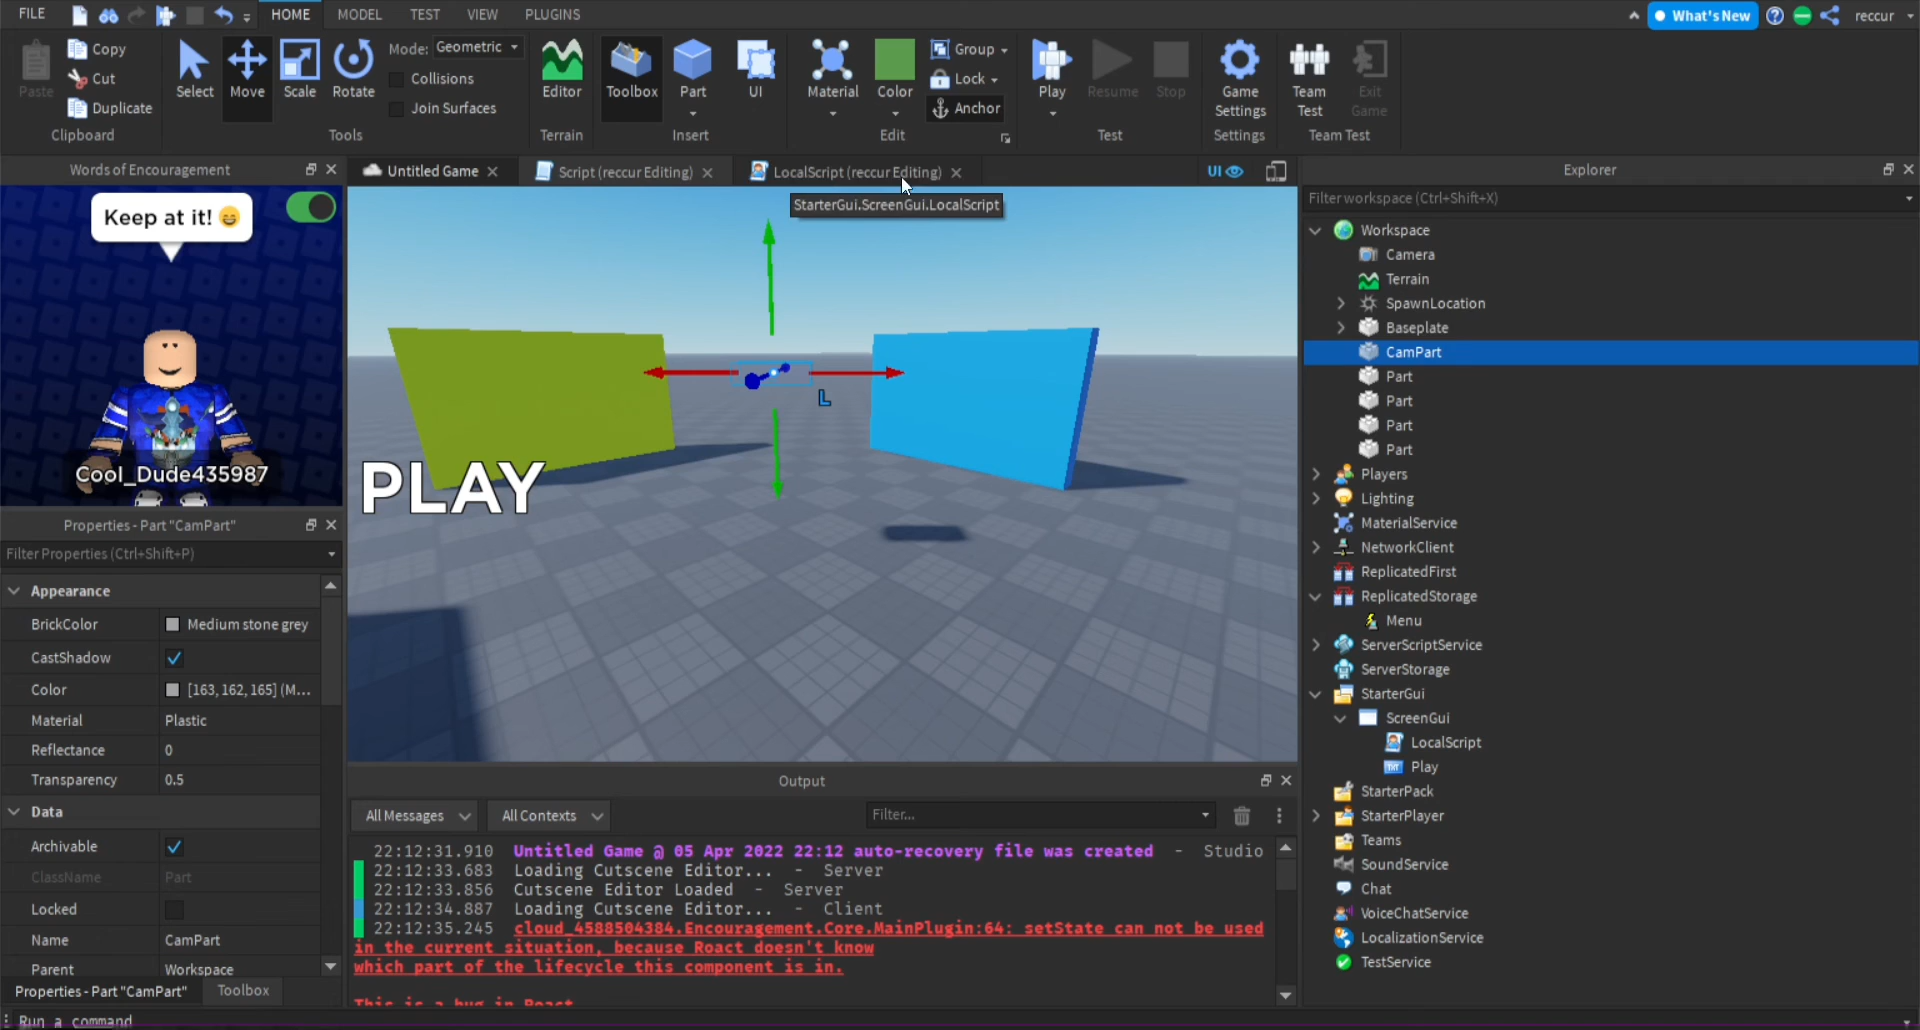 FILE
HOME
MODEL
TEST
VIEW
PLUGINS
What's New
reccur
Paste
Copy
Cut
Duplicate
Clipboard
Select
Move
Scale
Rotate
Mode: Geometric
Collisions
Join Surfaces
Tools
Editor
Terrain
Toolbox
Part
UI
Insert
Material
Color
Group
Lock
Anchor
Edit
Play
Resume
Stop
Test
Game
Settings
Settings
Team
Test
Exit
Game
Team Test
Words of Encouragement
Keep at it!
Cool_Dude435987
Properties - Part "CamPart"
Filter Properties (Ctrl+Shift+P)
Appearance
BrickColor Medium stone grey
CastShadow
Color [163, 162, 165] (M...
Material Plastic
Reflectance 0
Transparency 0.5
Data
Archivable
ClassName Part
Locked
Name CamPart
Parent Workspace
Properties - Part "CamPart"
Toolbox
Run a command
Untitled Game
Script (reccur Editing)
LocalScript (reccur Editing)
UI
StarterGui.ScreenGui.LocalScript
L
PLAY
Output
All Messages
All Contexts
Filter...
22:12:31.910 Untitled Game @ 05 Apr 2022 22:12 auto-recovery file was created - Studio
22:12:33.683 Loading Cutscene Editor... - Server
22:12:33.856 Cutscene Editor Loaded - Server
22:12:34.887 Loading Cutscene Editor... - Client
22:12:35.245 cloud_4588504384.Encouragement.Core.MainPlugin:64: setState can not be used
in the current situation, because Roact doesn't know
which part of the lifecycle this component is in.
This is a bug in Roact
Explorer
Filter workspace (Ctrl+Shift+X)
Workspace
Camera
Terrain
SpawnLocation
Baseplate
CamPart
Part
Part
Part
Part
Players
Lighting
MaterialService
NetworkClient
ReplicatedFirst
ReplicatedStorage
Menu
ServerScriptService
ServerStorage
StarterGui
ScreenGui
LocalScript
Play
StarterPack
StarterPlayer
Teams
SoundService
Chat
VoiceChatService
LocalizationService
TestService